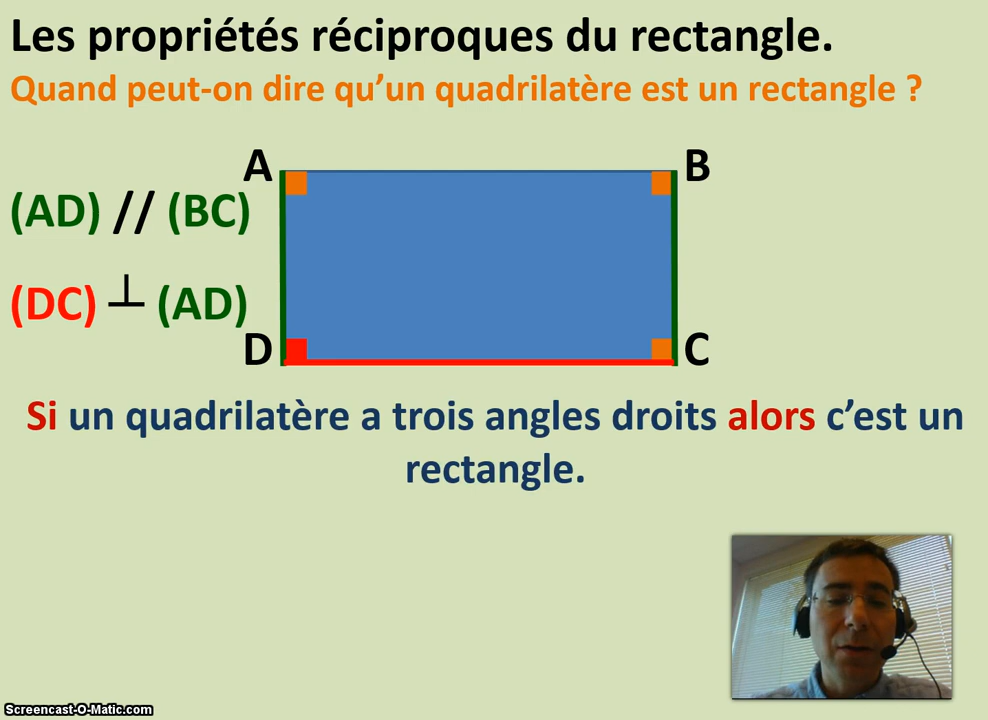 Les propriétés réciproques du rectangle.
Quand peut-on dire qu’un quadrilatère est un rectangle ?
A
B
(AD) // (BC)
(DC) ⊥ (AD)
D
C
Si un quadrilatère a trois angles droits alors c’est un
rectangle.
Screencast-O-Matic.com